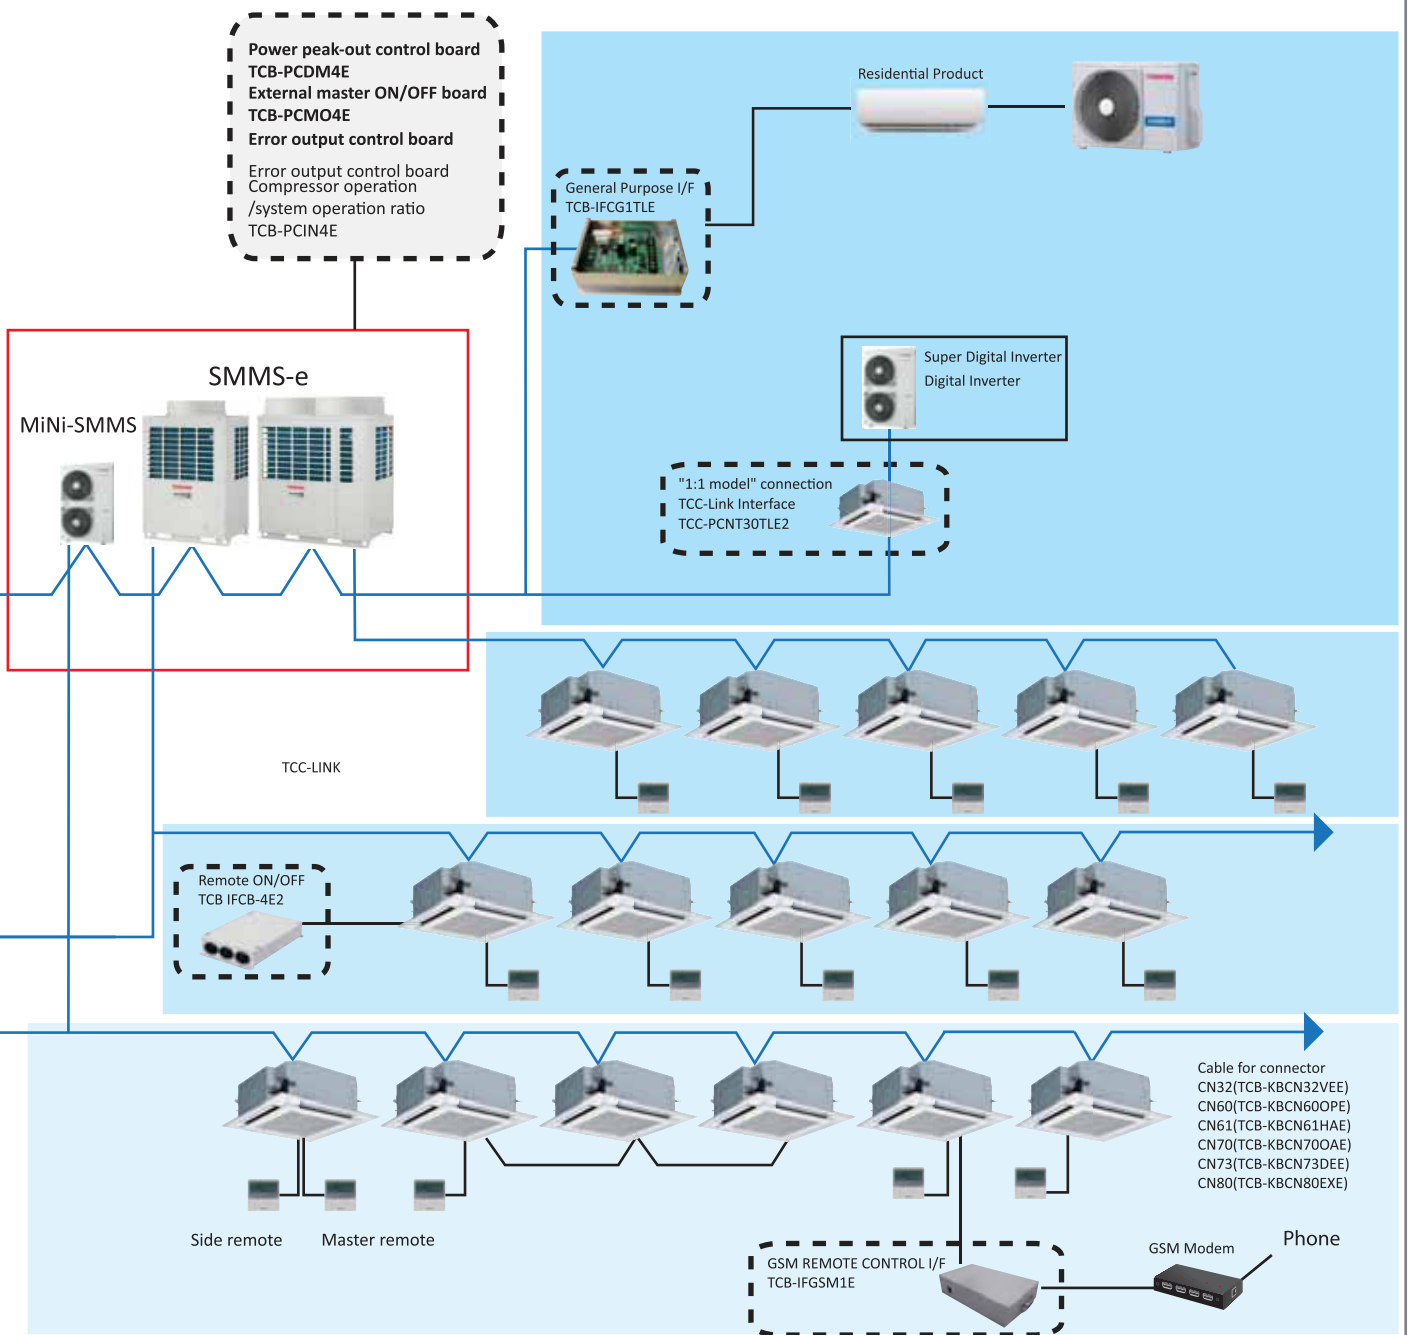 Power peak-out control board
TCB-PCDM4E
External master ON/OFF board
TCB-PCMO4E
Error output control board
Error output control board
Compressor operation
/system operation ratio
TCB-PCIN4E
Residential Product
General Purpose I/F
TCB-IFCG1TLE
SMMS-e
MiNi-SMMS
Super Digital Inverter
Digital Inverter
"1:1 model" connection
TCC-Link Interface
TCC-PCNT30TLE2
TCC-LINK
Remote ON/OFF
TCB IFCB-4E2
Cable for connector
CN32(TCB-KBCN32VEE)
CN60(TCB-KBCN60OPE)
CN61(TCB-KBCN61HAE)
CN70(TCB-KBCN70OAE)
CN73(TCB-KBCN73DEE)
CN80(TCB-KBCN80EXE)
Side remote
Master remote
GSM REMOTE CONTROL I/F
TCB-IFGSM1E
GSM Modem
Phone